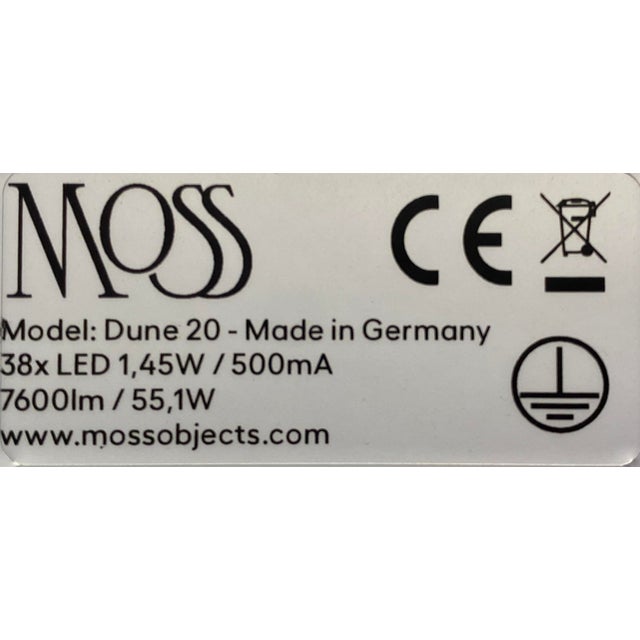 MOSS
CE
Model: Dune 20 - Made in Germany
38x LED 1,45W / 500mA
7600lm / 55,1W
www.mossobjects.com